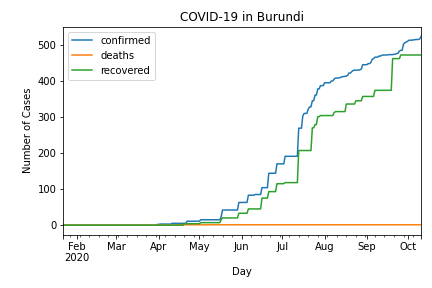 COVID-19 in Burundi
confirmed
deaths
recovered
Number of Cases
500
400
300
200
100
0
Feb Mar Apr May Jun Jul Aug Sep Oct
2020
Day